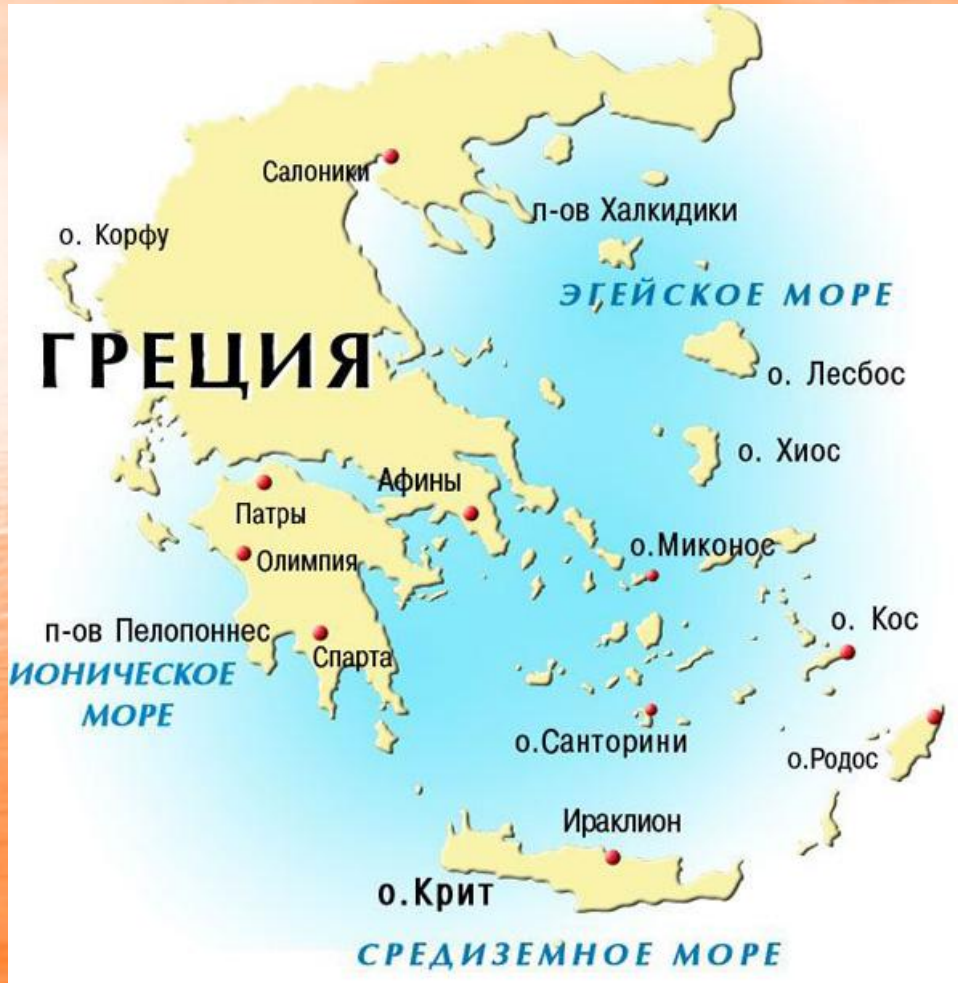 Салоники
п-ов Халкидики
о. Корфу
ЭГЕЙСКОЕ МОРЕ
ГРЕЦИЯ
о. Лесбос
о. Хиос
Афины
Патры
о.Миконос
Олимпия
о. Кос
п-ов Пелопоннес
Спарта
ИОНИЧЕСКОЕ
МОРЕ
о.Санторини
о.Родос
Ираклион
о.Крит
СРЕДИЗЕМНОЕ МОРЕ